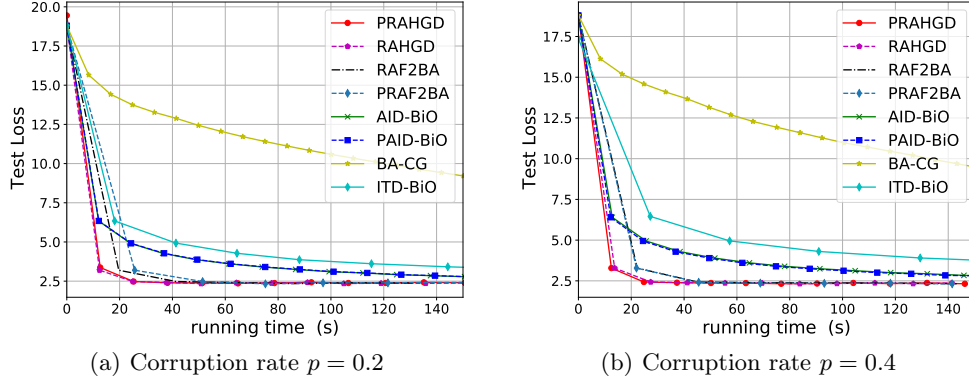 20.0
17.5
15.0
12.5
10.0
7.5
5.0
2.5
Test Loss
0 20 40 60 80 100 120 140
running time (s)
PRAHGD
RAHGD
RAF2BA
PRAF2BA
AID-BiO
PAID-BiO
BA-CG
ITD-BiO
(a) Corruption rate p = 0.2
17.5
15.0
12.5
10.0
7.5
5.0
2.5
Test Loss
0 20 40 60 80 100 120 140
running time (s)
PRAHGD
RAHGD
RAF2BA
PRAF2BA
AID-BiO
PAID-BiO
BA-CG
ITD-BiO
(b) Corruption rate p = 0.4